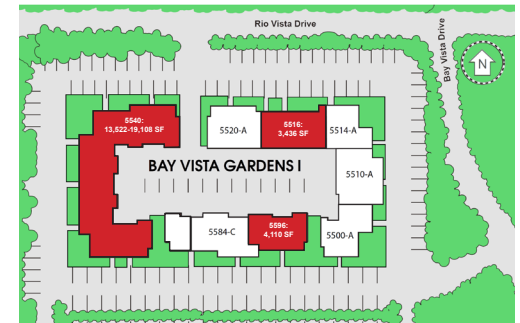 Rio Vista Drive
Bay Vista Drive
N
5540:
13,522-19,108 SF
5520-A
5516:
3,436 SF
5514-A
BAY VISTA GARDENS I
5510-A
5584-C
5596:
4,110 SF
5500-A